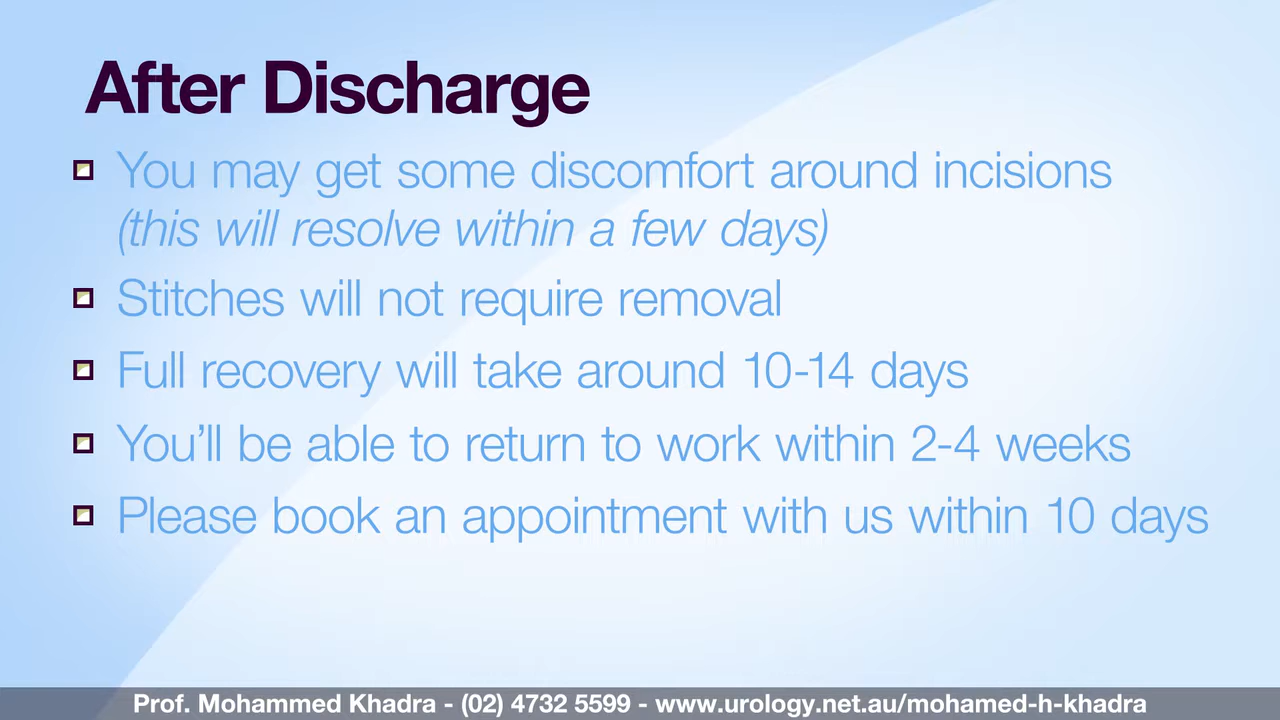 After Discharge
You may get some discomfort around incisions
(this will resolve within a few days)
Stitches will not require removal
Full recovery will take around 10-14 days
You’ll be able to return to work within 2-4 weeks
Please book an appointment with us within 10 days
Prof. Mohammed Khadra - (02) 4732 5599 - www.urology.net.au/mohamed-h-khadra